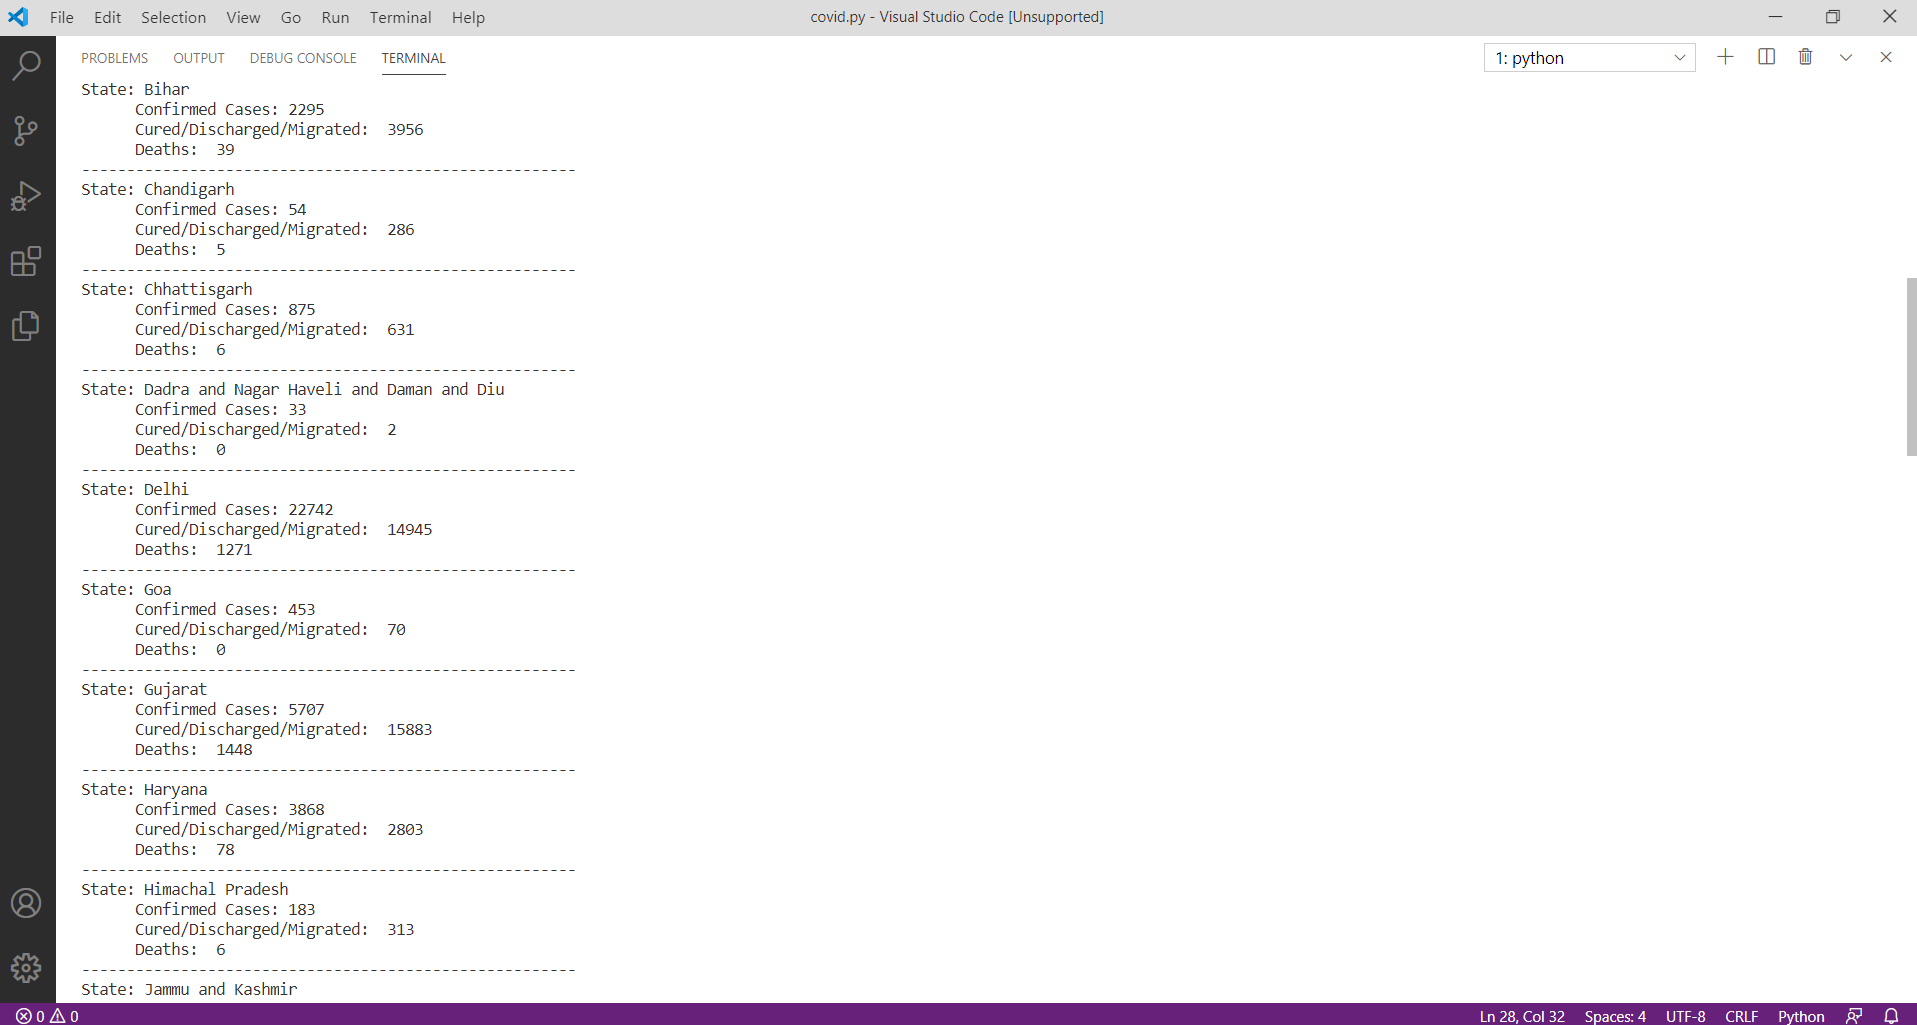 File Edit Selection View Go Run Terminal Help covid.py - Visual Studio Code [Unsupported]
PROBLEMS OUTPUT DEBUG CONSOLE TERMINAL 1: python
State: Bihar
Confirmed Cases: 2295
Cured/Discharged/Migrated: 3956
Deaths: 39
-------------------------------------------------------
State: Chandigarh
Confirmed Cases: 54
Cured/Discharged/Migrated: 286
Deaths: 5
-------------------------------------------------------
State: Chhattisgarh
Confirmed Cases: 875
Cured/Discharged/Migrated: 631
Deaths: 6
-------------------------------------------------------
State: Dadra and Nagar Haveli and Daman and Diu
Confirmed Cases: 33
Cured/Discharged/Migrated: 2
Deaths: 0
-------------------------------------------------------
State: Delhi
Confirmed Cases: 22742
Cured/Discharged/Migrated: 14945
Deaths: 1271
-------------------------------------------------------
State: Goa
Confirmed Cases: 453
Cured/Discharged/Migrated: 70
Deaths: 0
-------------------------------------------------------
State: Gujarat
Confirmed Cases: 5707
Cured/Discharged/Migrated: 15883
Deaths: 1448
-------------------------------------------------------
State: Haryana
Confirmed Cases: 3868
Cured/Discharged/Migrated: 2803
Deaths: 78
-------------------------------------------------------
State: Himachal Pradesh
Confirmed Cases: 183
Cured/Discharged/Migrated: 313
Deaths: 6
-------------------------------------------------------
State: Jammu and Kashmir
0 0 Ln 28, Col 32 Spaces: 4 UTF-8 CRLF Python